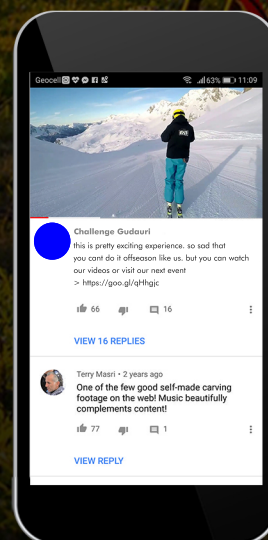 Geocell 63% 11:09
Challenge Gudauri
this is pretty exciting experience. so sad that
you cant do it offseason like us. but you can watch
our videos or visit our next event
> https://goo.gl/qHhgjc
66 16
VIEW 16 REPLIES
Terry Masri • 2 years ago
One of the few good self-made carving
footage on the web! Music beautifully
complements content!
77 1
VIEW REPLY